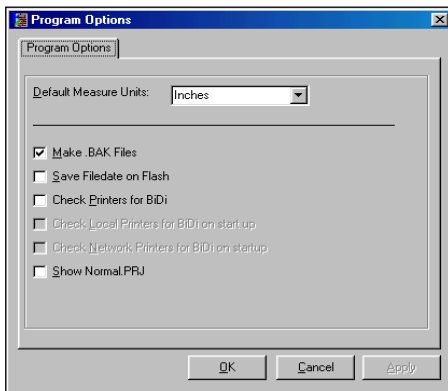 Program Options
Program Options
Default Measure Units: Inches
Make .BAK Files
Save Filedate on Flash
Check Printers for BiDi
Check Local Printers for BiDi on start up
Check Network Printers for BiDi on startup
Show Normal.PRJ
OK Cancel Apply